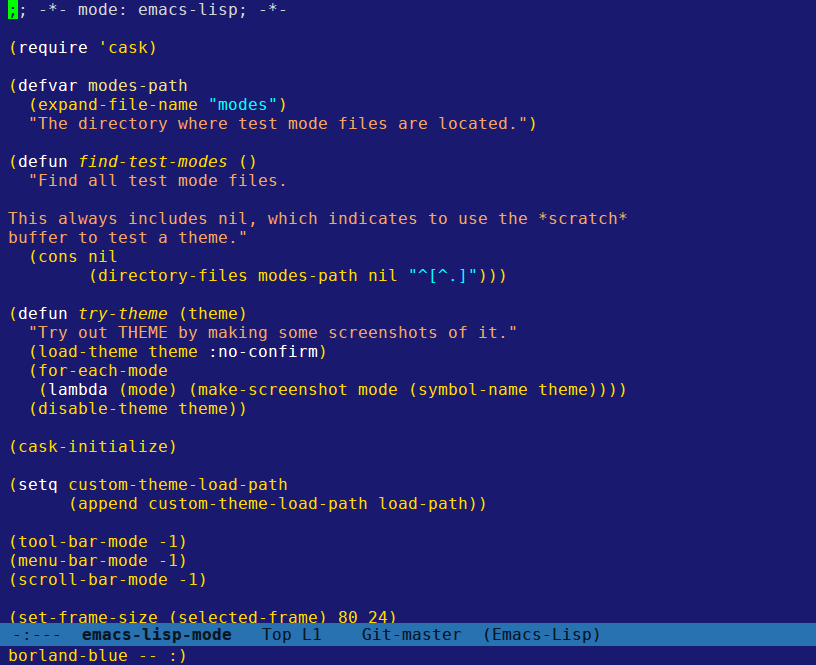 ;; -*- mode: emacs-lisp; -*-

(require 'cask)

(defvar modes-path
  (expand-file-name "modes")
  "The directory where test mode files are located.")

(defun find-test-modes ()
  "Find all test mode files.

This always includes nil, which indicates to use the *scratch*
buffer to test a theme."
  (cons nil
        (directory-files modes-path nil "^[^.]")))

(defun try-theme (theme)
  "Try out THEME by making some screenshots of it."
  (load-theme theme :no-confirm)
  (for-each-mode
   (lambda (mode) (make-screenshot mode (symbol-name theme))))
  (disable-theme theme))

(cask-initialize)

(setq custom-theme-load-path
      (append custom-theme-load-path load-path))

(tool-bar-mode -1)
(menu-bar-mode -1)
(scroll-bar-mode -1)

(set-frame-size (selected-frame) 80 24)
-:---  emacs-lisp-mode   Top L1    Git-master  (Emacs-Lisp)
borland-blue -- :)